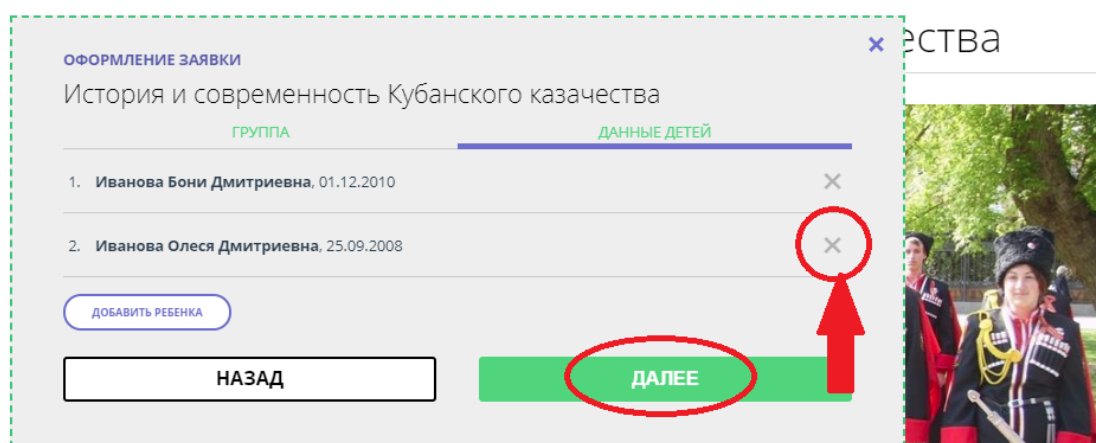 ества
ОФОРМЛЕНИЕ ЗАЯВКИ
История и современность Кубанского казачества
ГРУППА ДАННЫЕ ДЕТЕЙ
1. Иванова Бони Дмитриевна, 01.12.2010
2. Иванова Олеся Дмитриевна, 25.09.2008
ДОБАВИТЬ РЕБЕНКА
НАЗАД ДАЛЕЕ